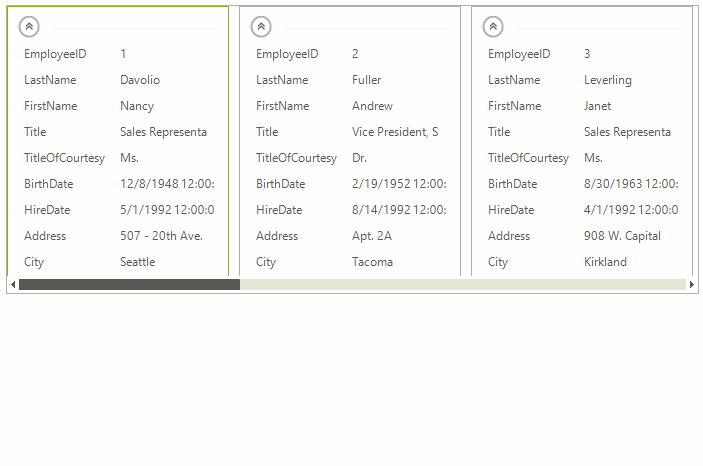 EmployeeID 1
LastName Davolio
FirstName Nancy
Title Sales Representa
TitleOfCourtesy Ms.
BirthDate 12/8/1948 12:00:
HireDate 5/1/1992 12:00:0
Address 507 - 20th Ave.
City Seattle
EmployeeID 2
LastName Fuller
FirstName Andrew
Title Vice President, S
TitleOfCourtesy Dr.
BirthDate 2/19/1952 12:00:
HireDate 8/14/1992 12:00:
Address Apt. 2A
City Tacoma
EmployeeID 3
LastName Leverling
FirstName Janet
Title Sales Representa
TitleOfCourtesy Ms.
BirthDate 8/30/1963 12:00:
HireDate 4/1/1992 12:00:0
Address 908 W. Capital
City Kirkland